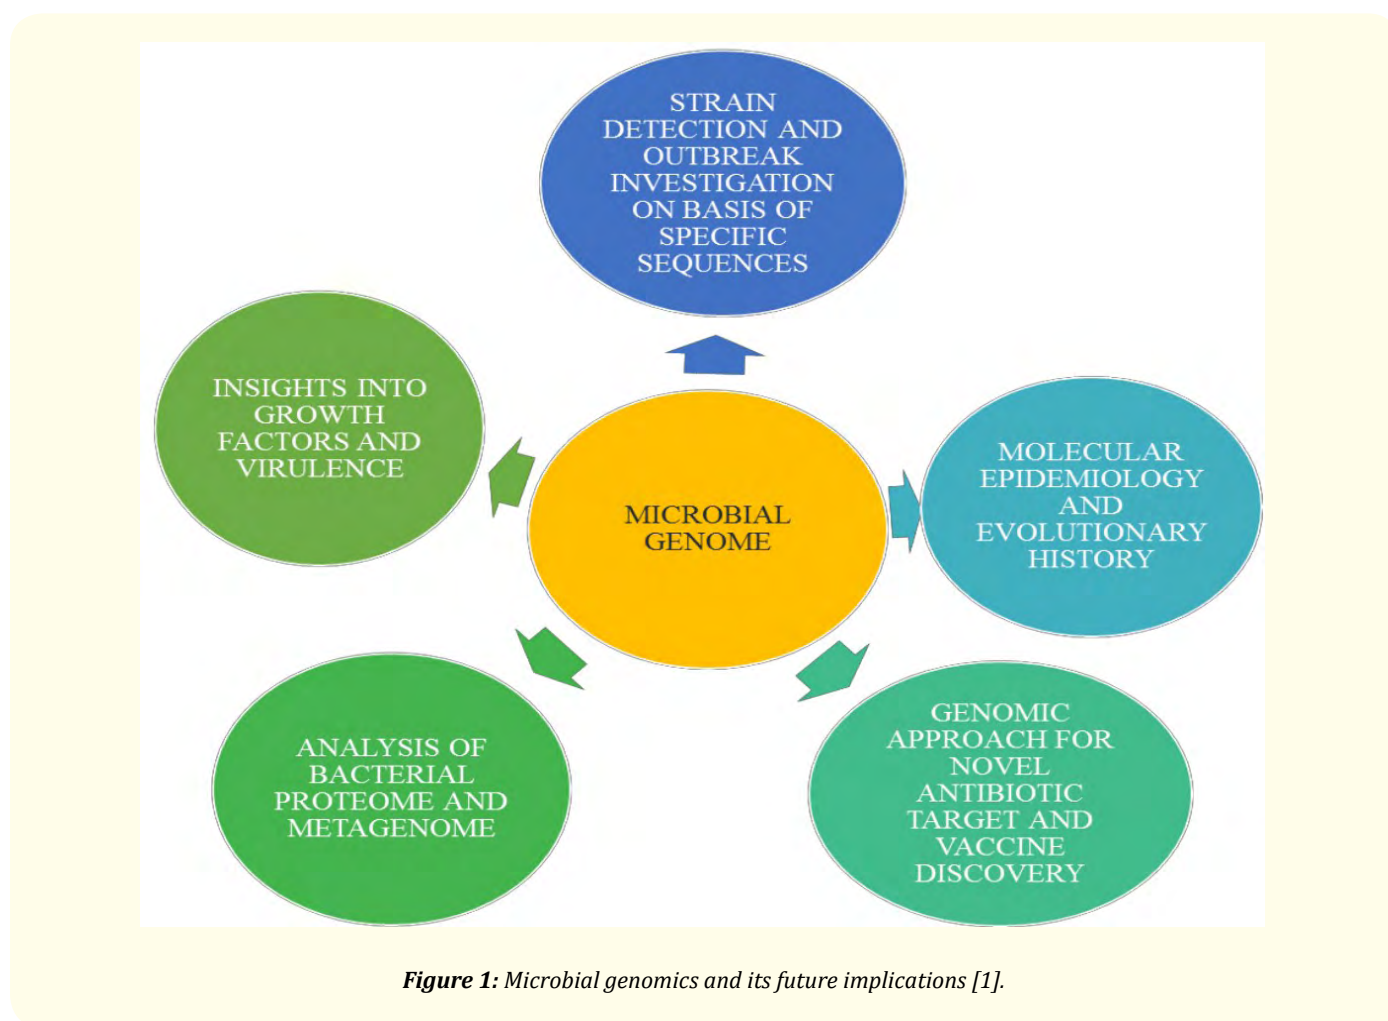 STRAIN
DETECTION AND
OUTBREAK
INVESTIGATION
ON BASIS OF
SPECIFIC
SEQUENCES
INSIGHTS INTO
GROWTH
FACTORS AND
VIRULENCE
MICROBIAL
GENOME
MOLECULAR
EPIDEMIOLOGY
AND
EVOLUTIONARY
HISTORY
ANALYSIS OF
BACTERIAL
PROTEOME AND
METAGENOME
GENOMIC
APPROACH FOR
NOVEL
ANTIBIOTIC
TARGET AND
VACCINE
DISCOVERY
Figure 1: Microbial genomics and its future implications [1].